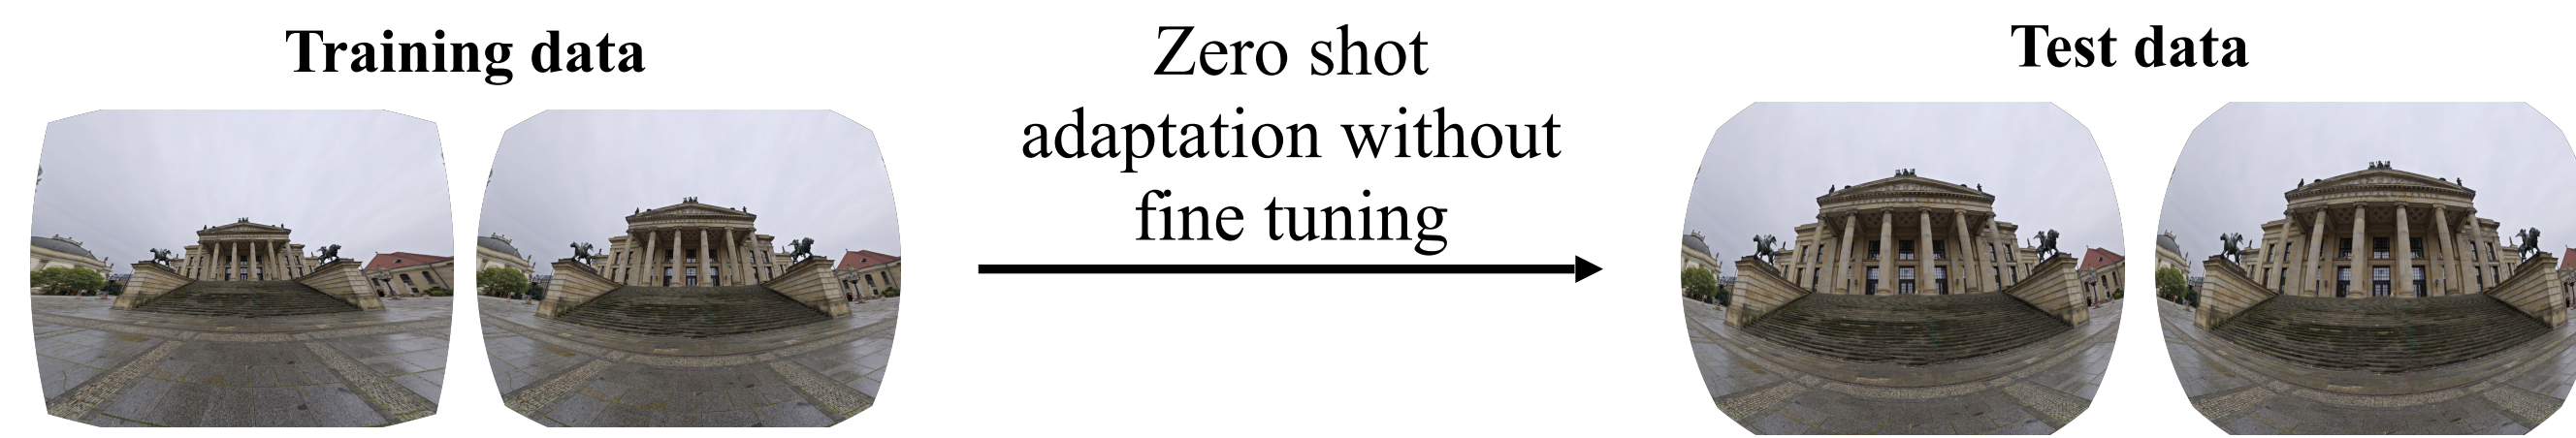 Training data
Zero shot
adaptation without
fine tuning
Test data